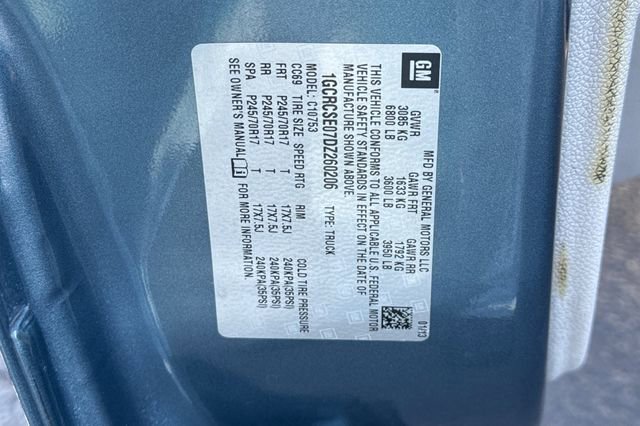 GM
MFD BY GENERAL MOTORS LLC
01/13
GVWR GAWR FRT GAWR RR
3085 KG 1633 KG 1792 KG
6800 LB 3600 LB 3950 LB
THIS VEHICLE CONFORMS TO ALL APPLICABLE U.S. FEDERAL MOTOR
VEHICLE SAFETY STANDARDS IN EFFECT ON THE DATE OF
MANUFACTURE SHOWN ABOVE.
1GCRCSE07DZ260206 TYPE: TRUCK
MODEL: C10753
CC69 TIRE SIZE SPEED RTG RIM COLD TIRE PRESSURE
FRT P245/70R17 T 17X7.5J 240KPA(35PSI)
RR P245/70R17 T 17X7.5J 240KPA(35PSI)
SPA P245/70R17 T 17X7.5J 240KPA(35PSI)
SEE OWNER'S MANUAL FOR MORE INFORMATION.